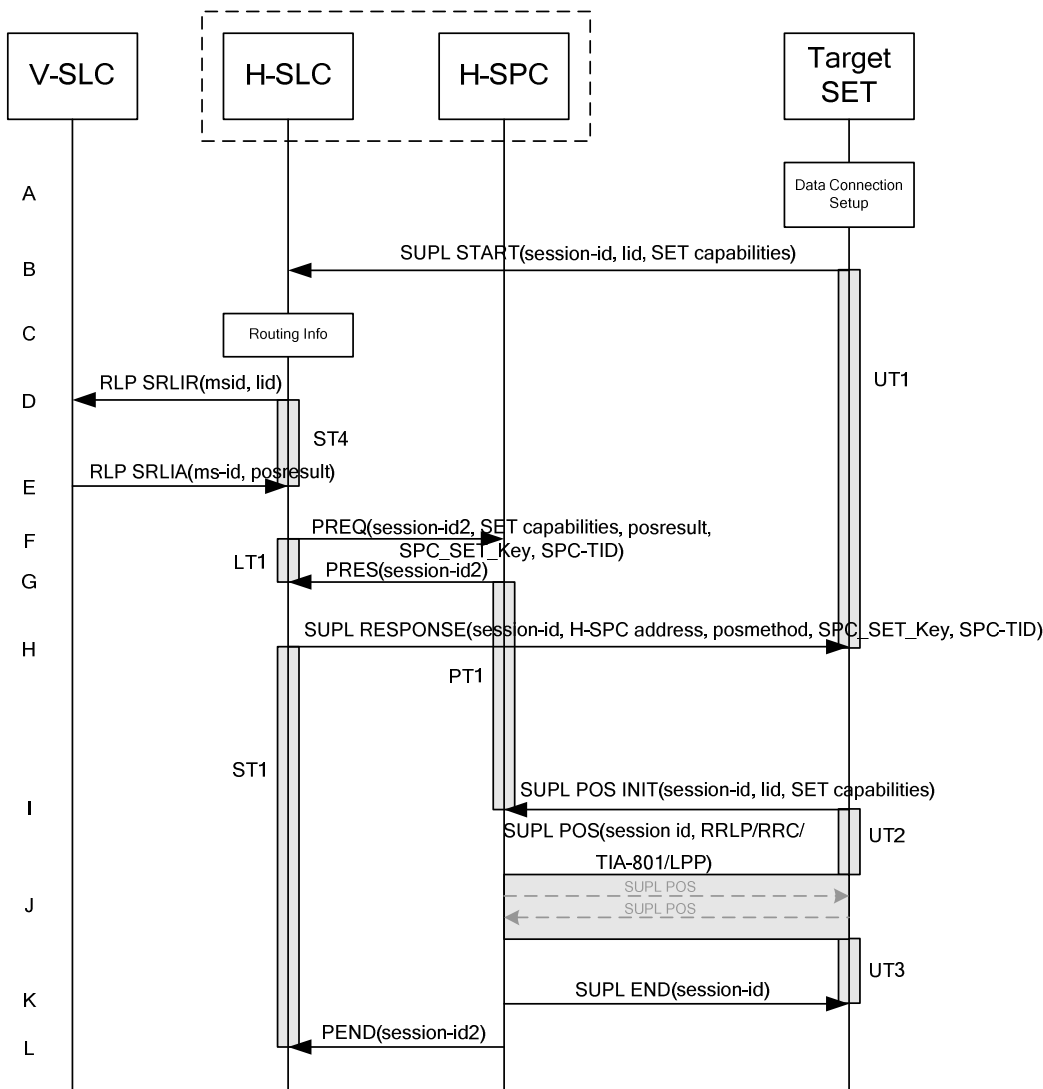 V-SLC
H-SLC
H-SPC
Target
SET
A
Data Connection
Setup
B
SUPL START(session-id, lid, SET capabilities)
C
Routing Info
UT1
D
RLP SRLIR(msid, lid)
ST4
E
RLP SRLIA(ms-id, posresult)
F
PREQ(session-id2, SET capabilities, posresult,
SPC_SET_Key, SPC-TID)
LT1
G
PRES(session-id2)
H
SUPL RESPONSE(session-id, H-SPC address, posmethod, SPC_SET_Key, SPC-TID)
PT1
ST1
I
SUPL POS INIT(session-id, lid, SET capabilities)
SUPL POS(session id, RRLP/RRC/
TIA-801/LPP)
UT2
J
SUPL POS
SUPL POS
UT3
K
SUPL END(session-id)
L
PEND(session-id2)